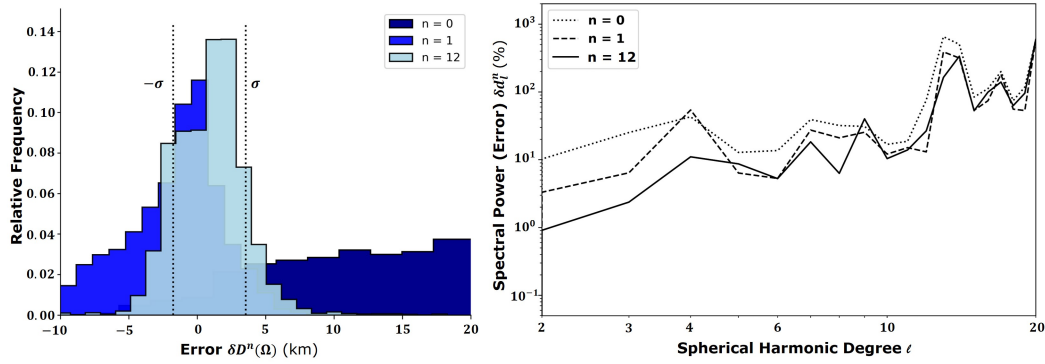 Relative Frequency
0.14
0.12
0.10
0.08
0.06
0.04
0.02
0.00
−σ
σ
n = 0
n = 1
n = 12
−10
−5
0
5
10
15
20
Error δDⁿ(Ω) (km)
Spectral Power (Error) δdₗⁿ (%)
10³
10²
10¹
10⁰
10⁻¹
n = 0
n = 1
n = 12
2
3
4
6
10
20
Spherical Harmonic Degree ℓ